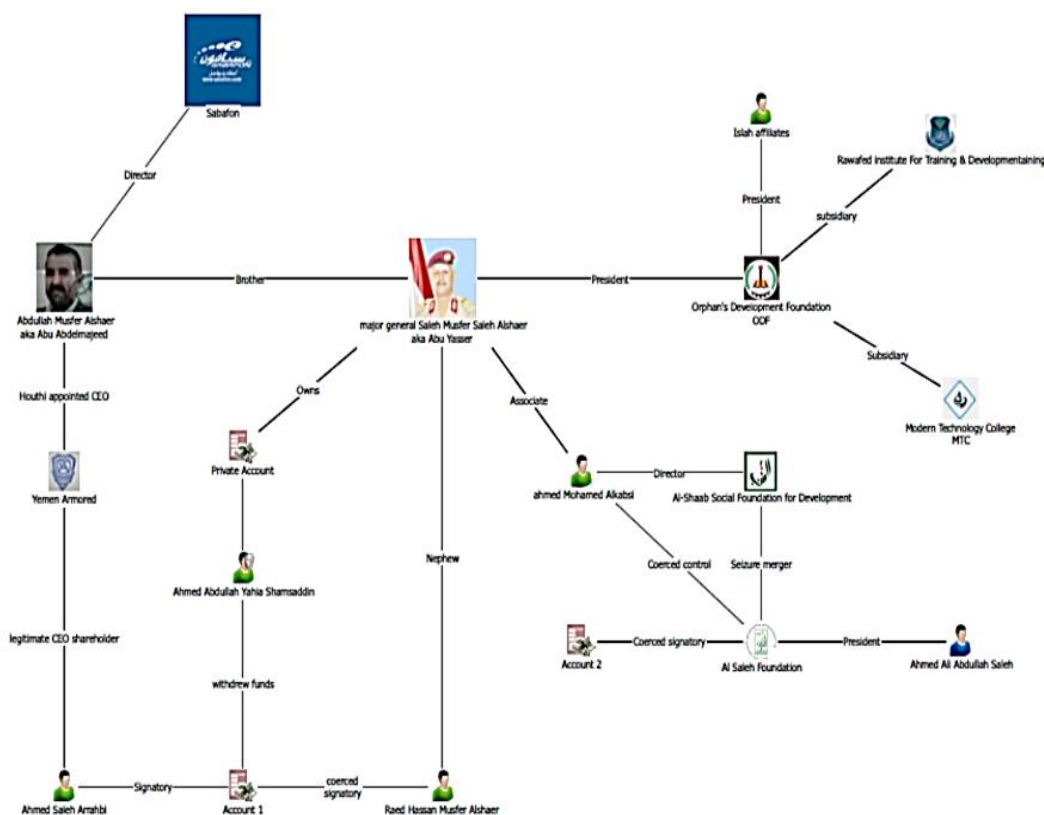 سبأفون
Sabafon
Director
Islah affiliates
President
Rawafed institute For Training & Developmentaining
subsidiary
Brother
President
Abdullah Musfer Alshaer
aka Abu Abdelmajeed
major general Saleh Musfer Saleh Alshaer
aka Abu Yasser
Orphan's Development Foundation
ODF
Houthi appointed CEO
Owns
Associate
Subsidiary
Modern Technology College
MTC
Yemen Armored
Private Account
ahmed Mohamed Alkabsi
Director
Al-Shaab Social Foundation for Development
Nephew
Coerced control
Seizure merger
Ahmed Abdullah Yahia Shamsaddin
legitimate CEO shareholder
Account 2
Coerced signatory
Al Saleh Foundation
President
Ahmed Ali Abdullah Saleh
withdrew funds
Ahmed Saleh Arrahbi
Signatory
Account 1
coerced
signatory
Raed Hassan Musfer Alshaer